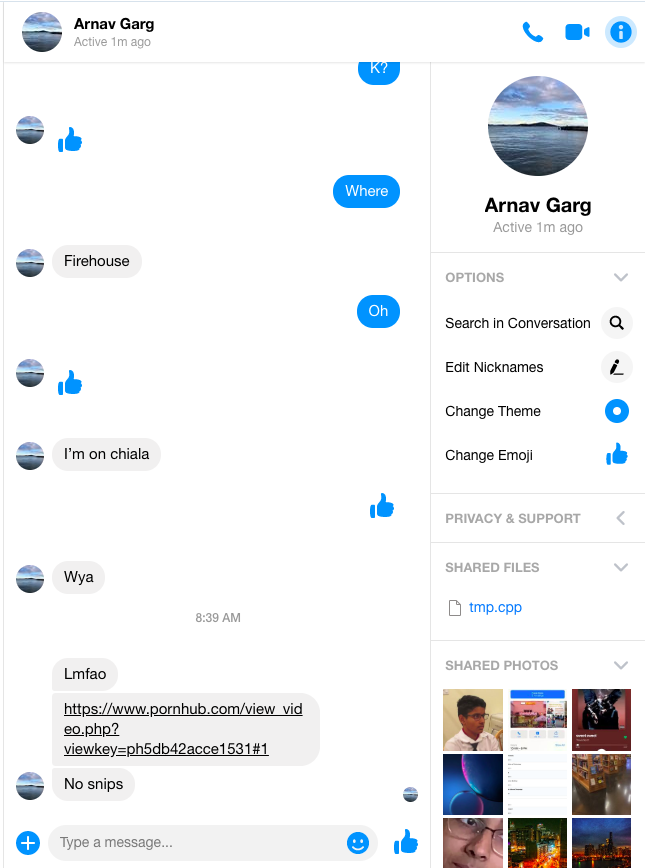 Arnav Garg
Active 1m ago
K?
Where
Firehouse
Oh
I'm on chiala
Wya
8:39 AM
Lmfao
https://www.pornhub.com/view_vid
eo.php?
viewkey=ph5db42acce1531#1
No snips
Type a message...
Arnav Garg
Active 1m ago
OPTIONS
Search in Conversation
Edit Nicknames
Change Theme
Change Emoji
PRIVACY & SUPPORT
SHARED FILES
tmp.cpp
SHARED PHOTOS